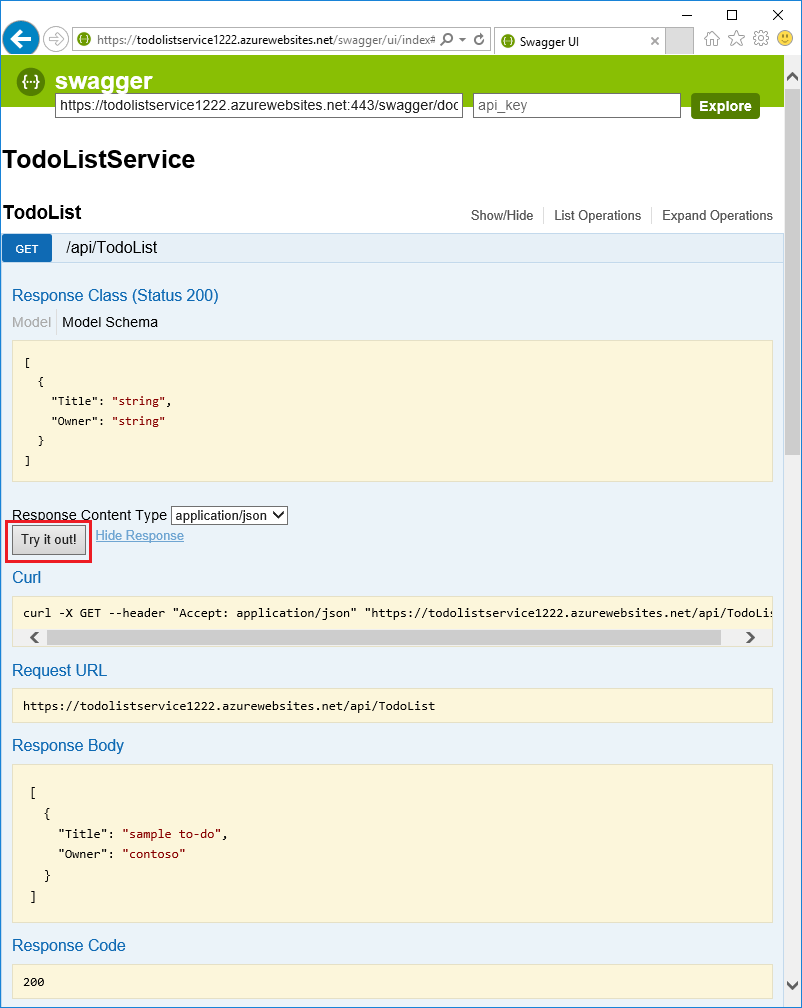 https://todolistservice1222.azurewebsites.net/swagger/ui/index#
Swagger UI
swagger
https://todolistservice1222.azurewebsites.net:443/swagger/doc
api_key
Explore
TodoListService
TodoList
Show/Hide
List Operations
Expand Operations
GET
/api/TodoList
Response Class (Status 200)
Model
Model Schema
[
{
"Title": "string",
"Owner": "string"
}
]
Response Content Type
application/json
Try it out!
Hide Response
Curl
curl -X GET --header "Accept: application/json" "https://todolistservice1222.azurewebsites.net/api/TodoLis
Request URL
https://todolistservice1222.azurewebsites.net/api/TodoList
Response Body
[
{
"Title": "sample to-do",
"Owner": "contoso"
}
]
Response Code
200